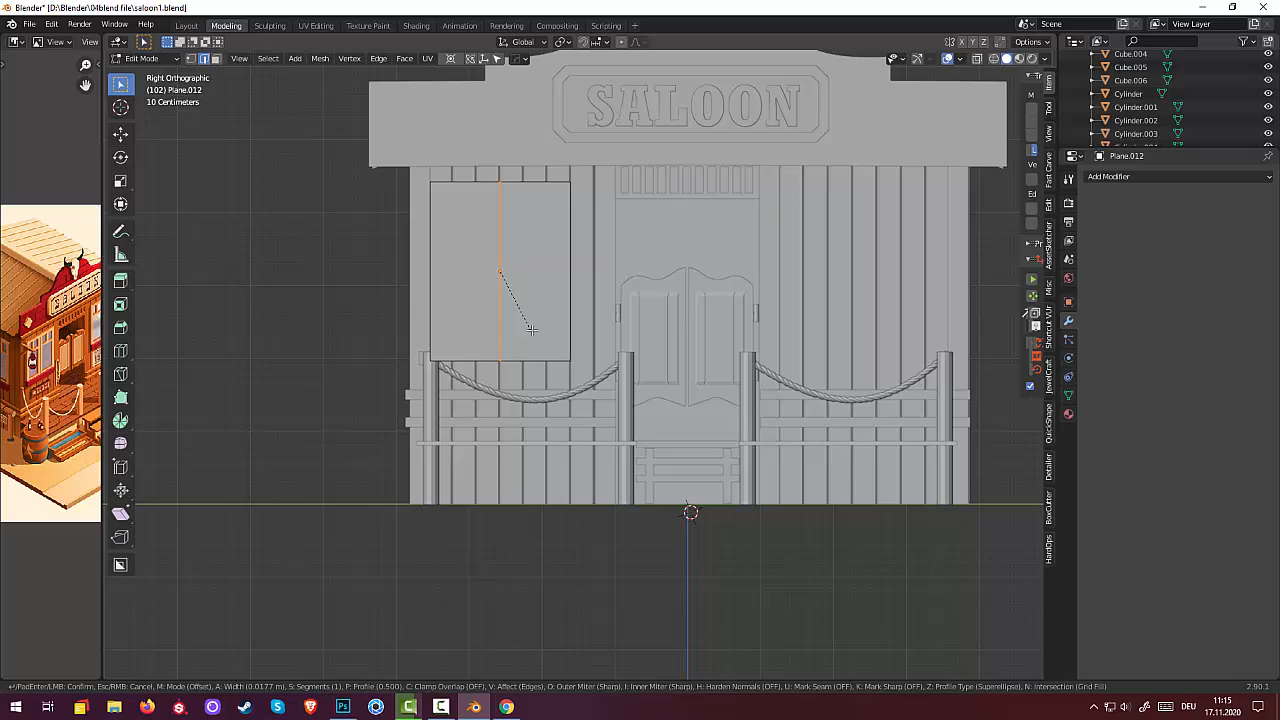 Blender* [D:\Blender\04blend file\saloon1.blend]
File Edit Render Window Help Layout Modeling Sculpting UV Editing Texture Paint Shading Animation Rendering Compositing Scripting + Scene View Layer
View View Global X Y Z Options
Edit Mode View Select Add Mesh Vertex Edge Face UV
Right Orthographic
(102) Plane.012
10 Centimeters
SALOON
Item
Tool
View
Fast Carve
Edit
AssetSketcher
Misc
Shortcut VUr
JewelCraft
QuickShape
Detailer
BoxCutter
HardOps
Cube.004
Cube.005
Cube.006
Cylinder
Cylinder.001
Cylinder.002
Cylinder.003
Plane.012
Add Modifier
↵/PadEnter/LMB: Confirm, Esc/RMB: Cancel, M: Mode (Offset), A: Width (0.0177 m), S: Segments (1), P: Profile (0.500), C: Clamp Overlap (OFF), V: Affect (Edges), O: Outer Miter (Sharp), I: Inner Miter (Sharp), H: Harden Normals (OFF), U: Mark Seam (OFF), K: Mark Sharp (OFF), Z: Profile Type (Superellipse), N: Intersection (Grid Fill)
2.90.1
DEU
11:15
17.11.2020